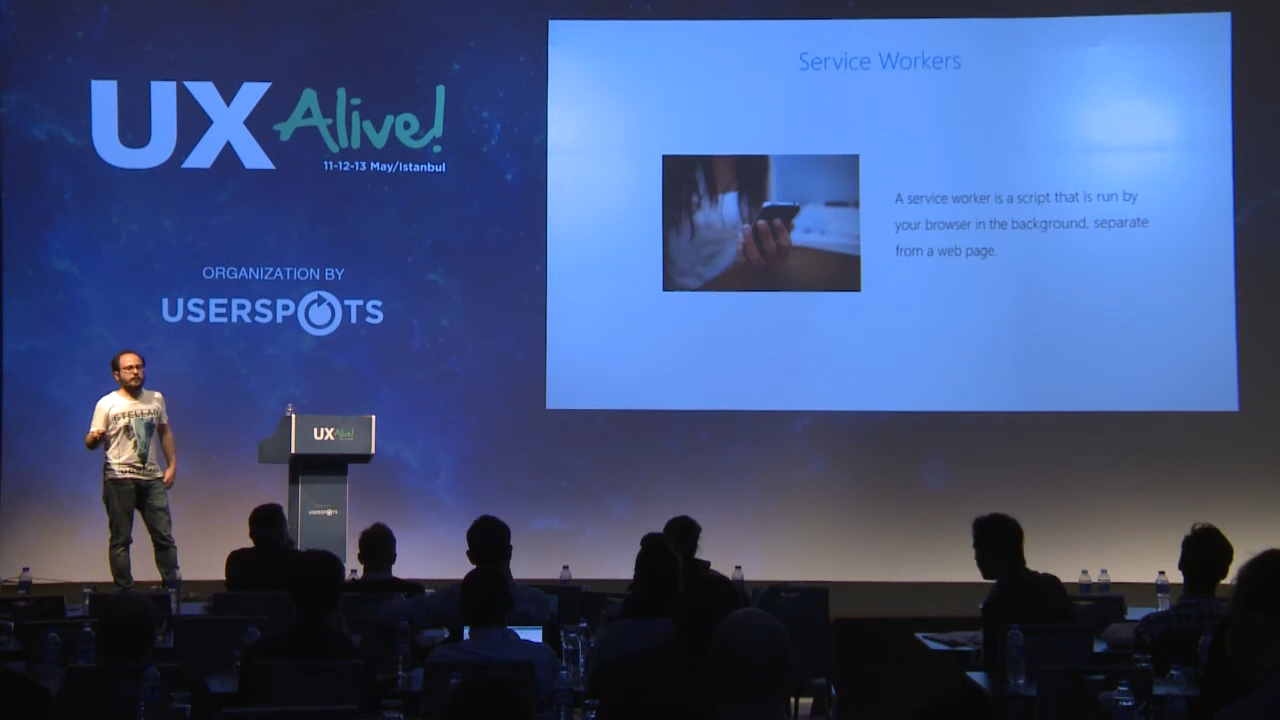 UX Alive!
11-12-13 May/Istanbul
ORGANIZATION BY
USERSPOTS
Service Workers
A service worker is a script that is run by
your browser in the background, separate
from a web page.
STELLAR
UX Alive!
USERSPOTS